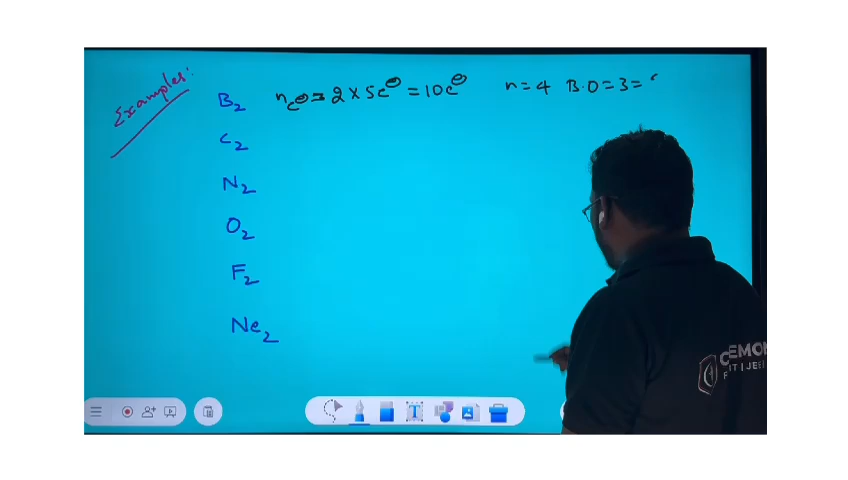 Examples:
B2 ne⊖ = 2 × 5e⊖ = 10e⊖ n = 4 B.O = 3 =
C2
N2
O2
F2
Ne2
T